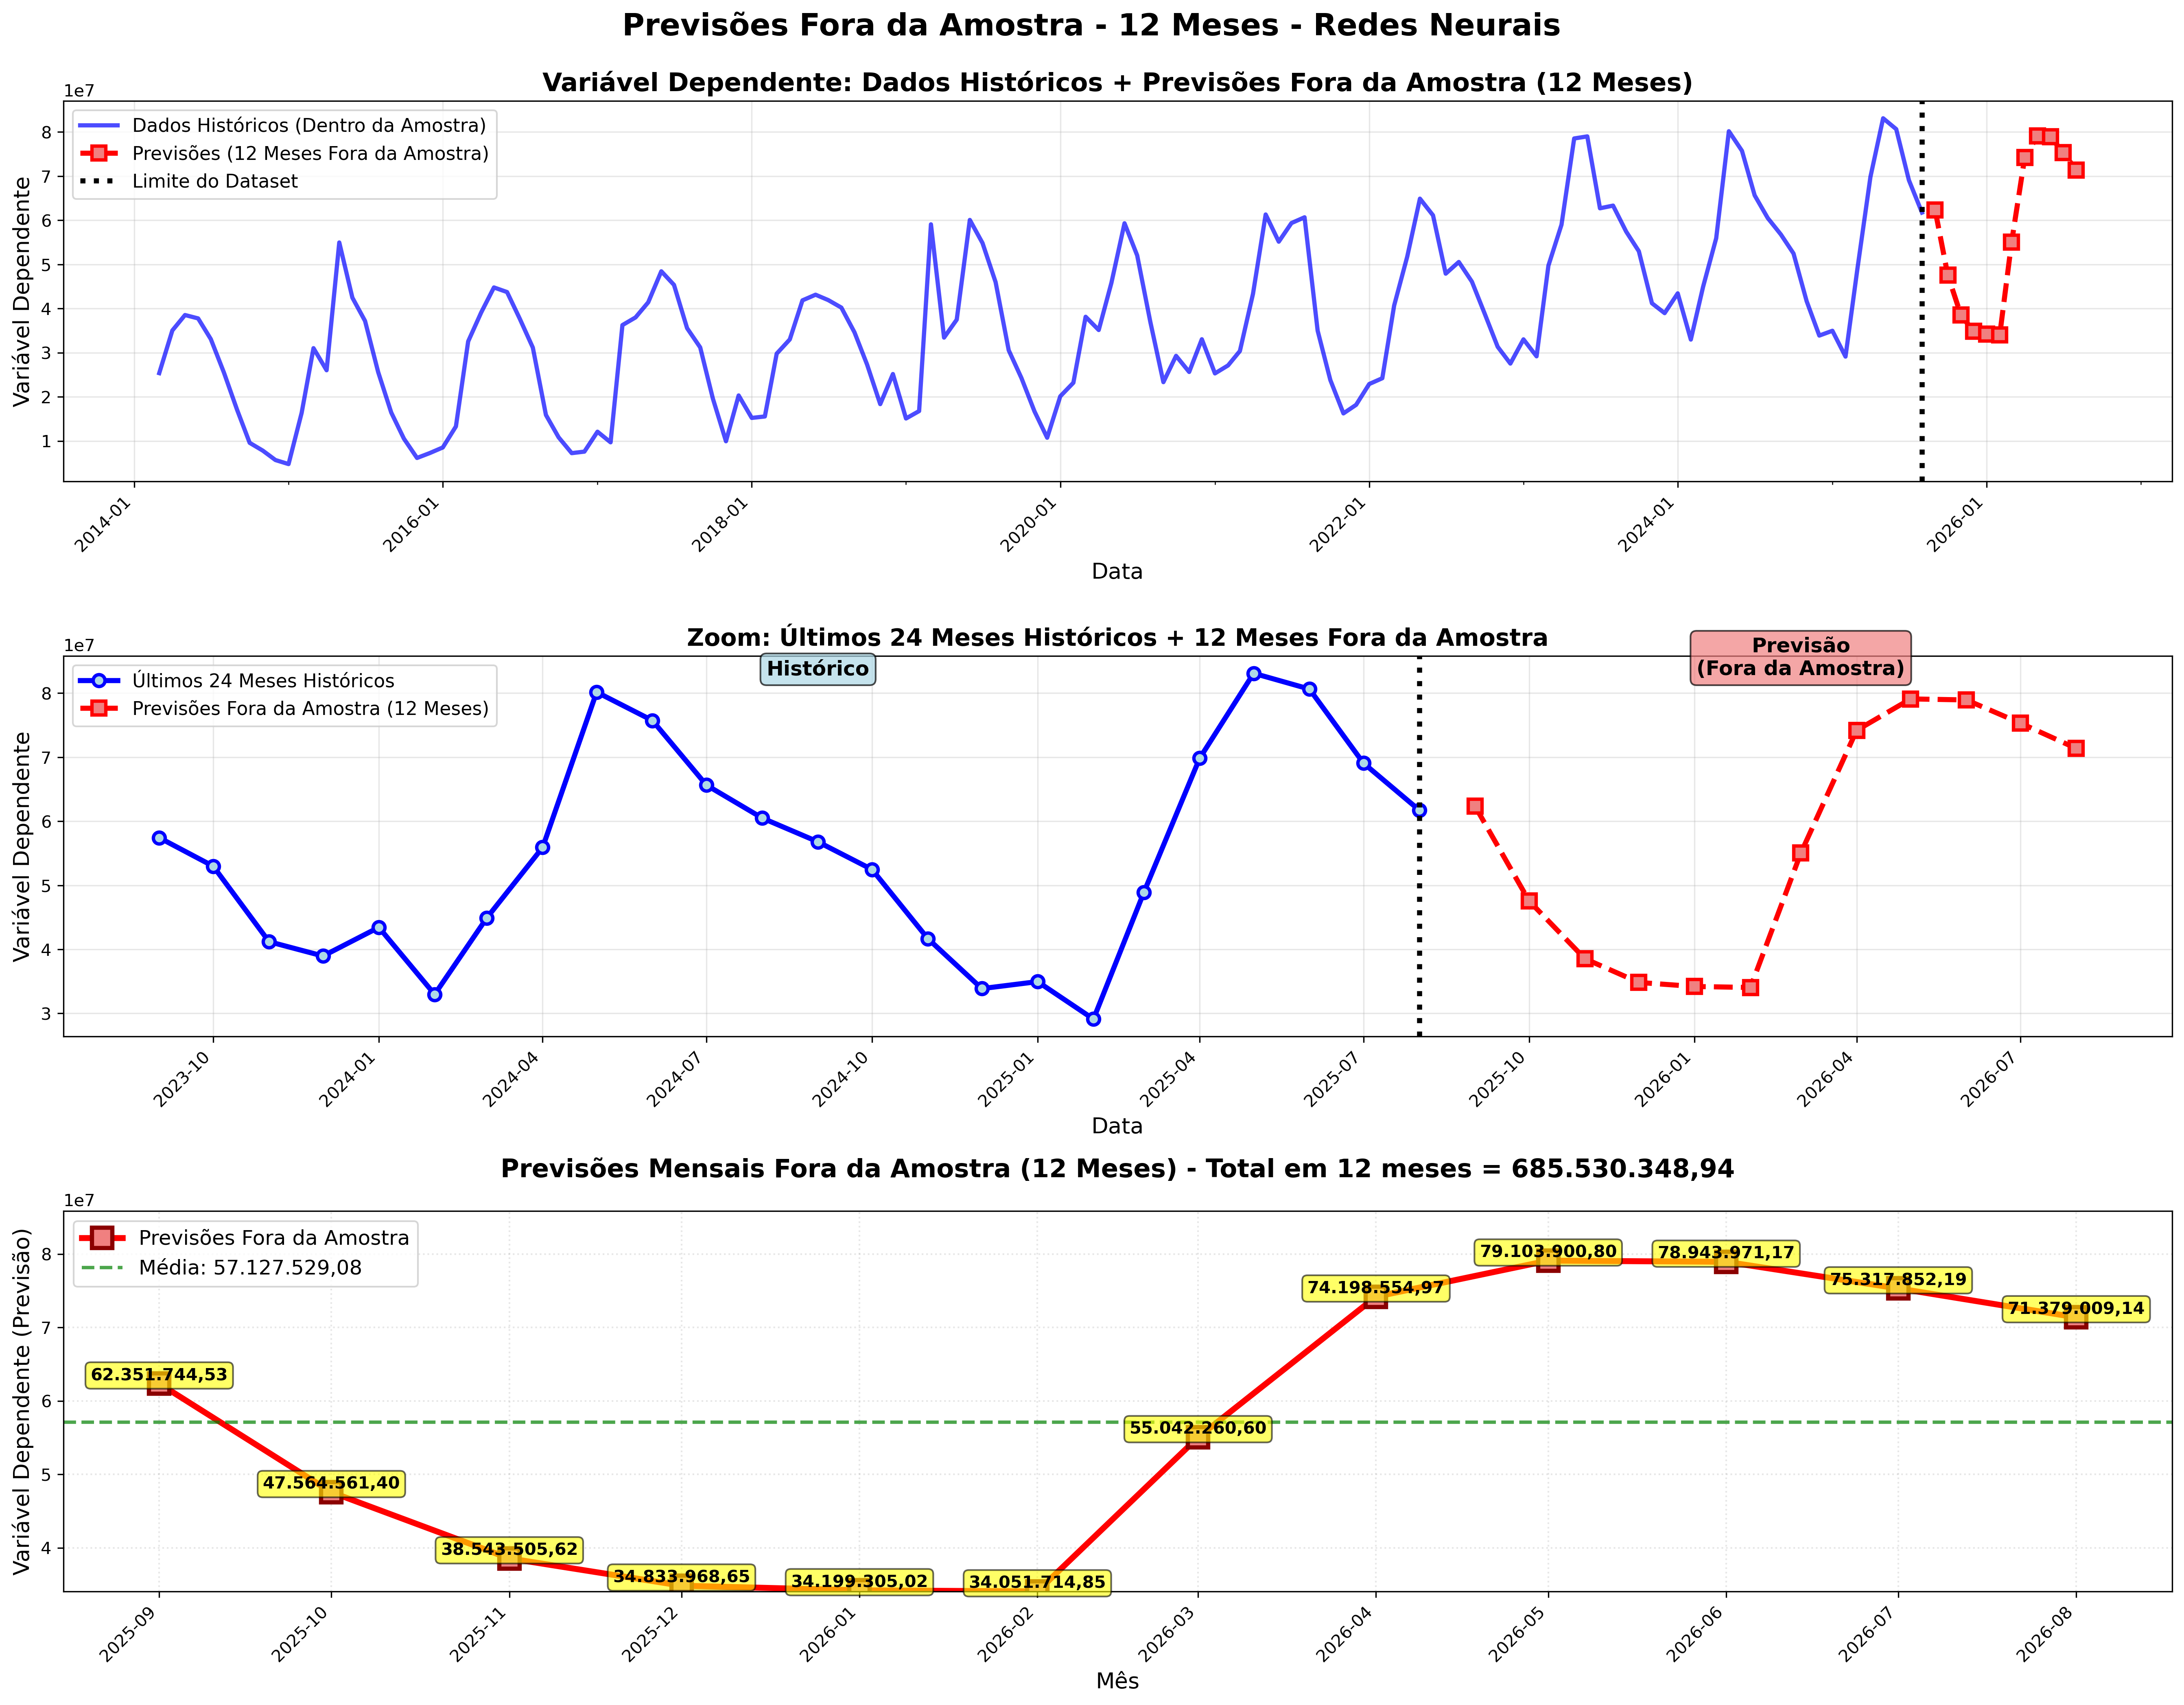 Previsões Fora da Amostra - 12 Meses - Redes Neurais
Variável Dependente: Dados Históricos + Previsões Fora da Amostra (12 Meses)
1e7
Dados Históricos (Dentro da Amostra)
Previsões (12 Meses Fora da Amostra)
Limite do Dataset
Variável Dependente
8
7
6
5
4
3
2
1
2014-01
2016-01
2018-01
2020-01
2022-01
2024-01
2026-01
Data
Zoom: Últimos 24 Meses Históricos + 12 Meses Fora da Amostra
1e7
Últimos 24 Meses Históricos
Previsões Fora da Amostra (12 Meses)
Histórico
Previsão
(Fora da Amostra)
Variável Dependente
8
7
6
5
4
3
2023-10
2024-01
2024-04
2024-07
2024-10
2025-01
2025-04
2025-07
2025-10
2026-01
2026-04
2026-07
Data
Previsões Mensais Fora da Amostra (12 Meses) - Total em 12 meses = 685.530.348,94
1e7
Previsões Fora da Amostra
Média: 57.127.529,08
Variável Dependente (Previsão)
8
7
6
5
4
62.351.744,53
47.564.561,40
38.543.505,62
34.833.968,65
34.199.305,02
34.051.714,85
55.042.260,60
74.198.554,97
79.103.900,80
78.943.971,17
75.317.852,19
71.379.009,14
2025-09
2025-10
2025-11
2025-12
2026-01
2026-02
2026-03
2026-04
2026-05
2026-06
2026-07
2026-08
Mês